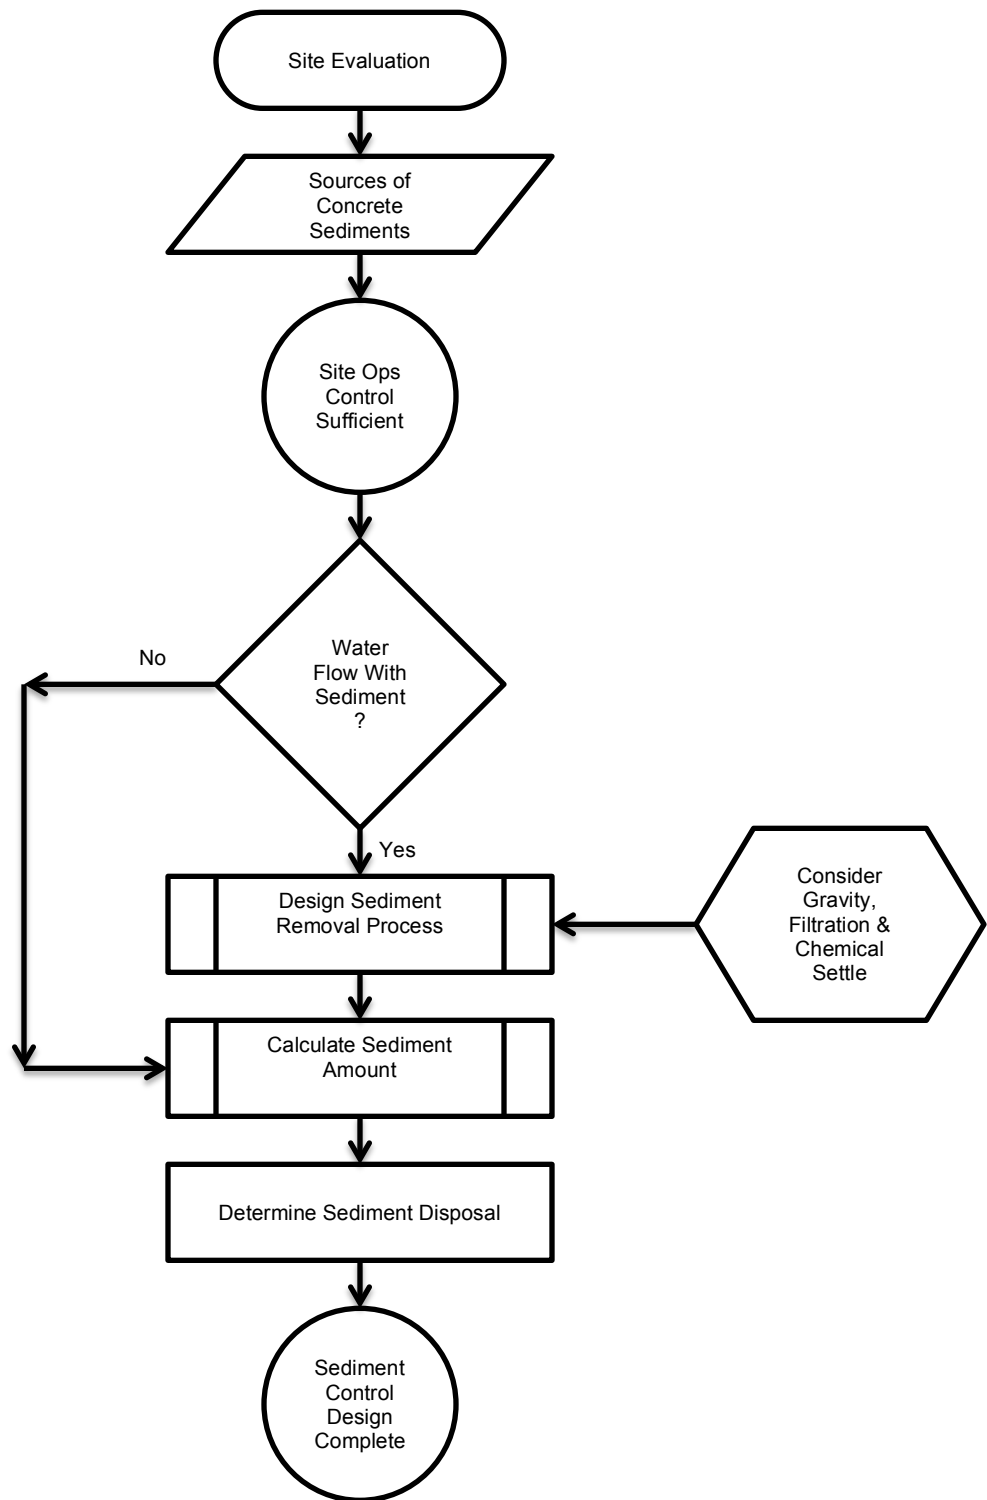 Site Evaluation
Sources of
Concrete
Sediments
Site Ops
Control
Sufficient
Water
Flow With
Sediment
?
No
Yes
Design Sediment
Removal Process
Consider
Gravity,
Filtration &
Chemical
Settle
Calculate Sediment
Amount
Determine Sediment Disposal
Sediment
Control
Design
Complete